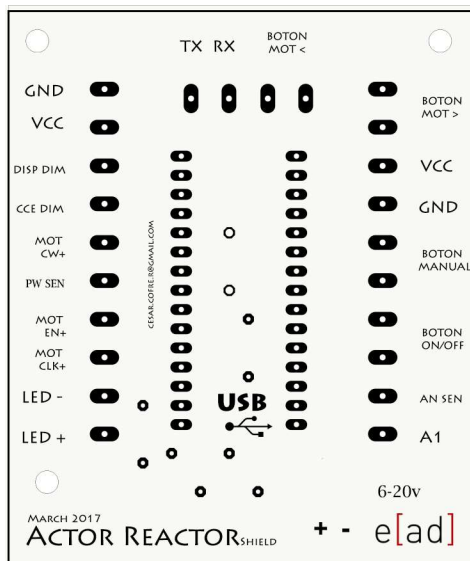 TX RX
BOTON
MOT <
GND
VCC
DISP DIM
CCE DIM
MOT
CW+
PW SEN
MOT
EN+
MOT
CLK+
LED -
LED +
CESAR.COFRE.R@GMAIL.COM
BOTON
MOT >
VCC
GND
BOTON
MANUAL
BOTON
ON/OFF
AN SEN
A1
USB
6-20v
MARCH 2017
ACTOR REACTOR SHIELD
+ - e[ad]